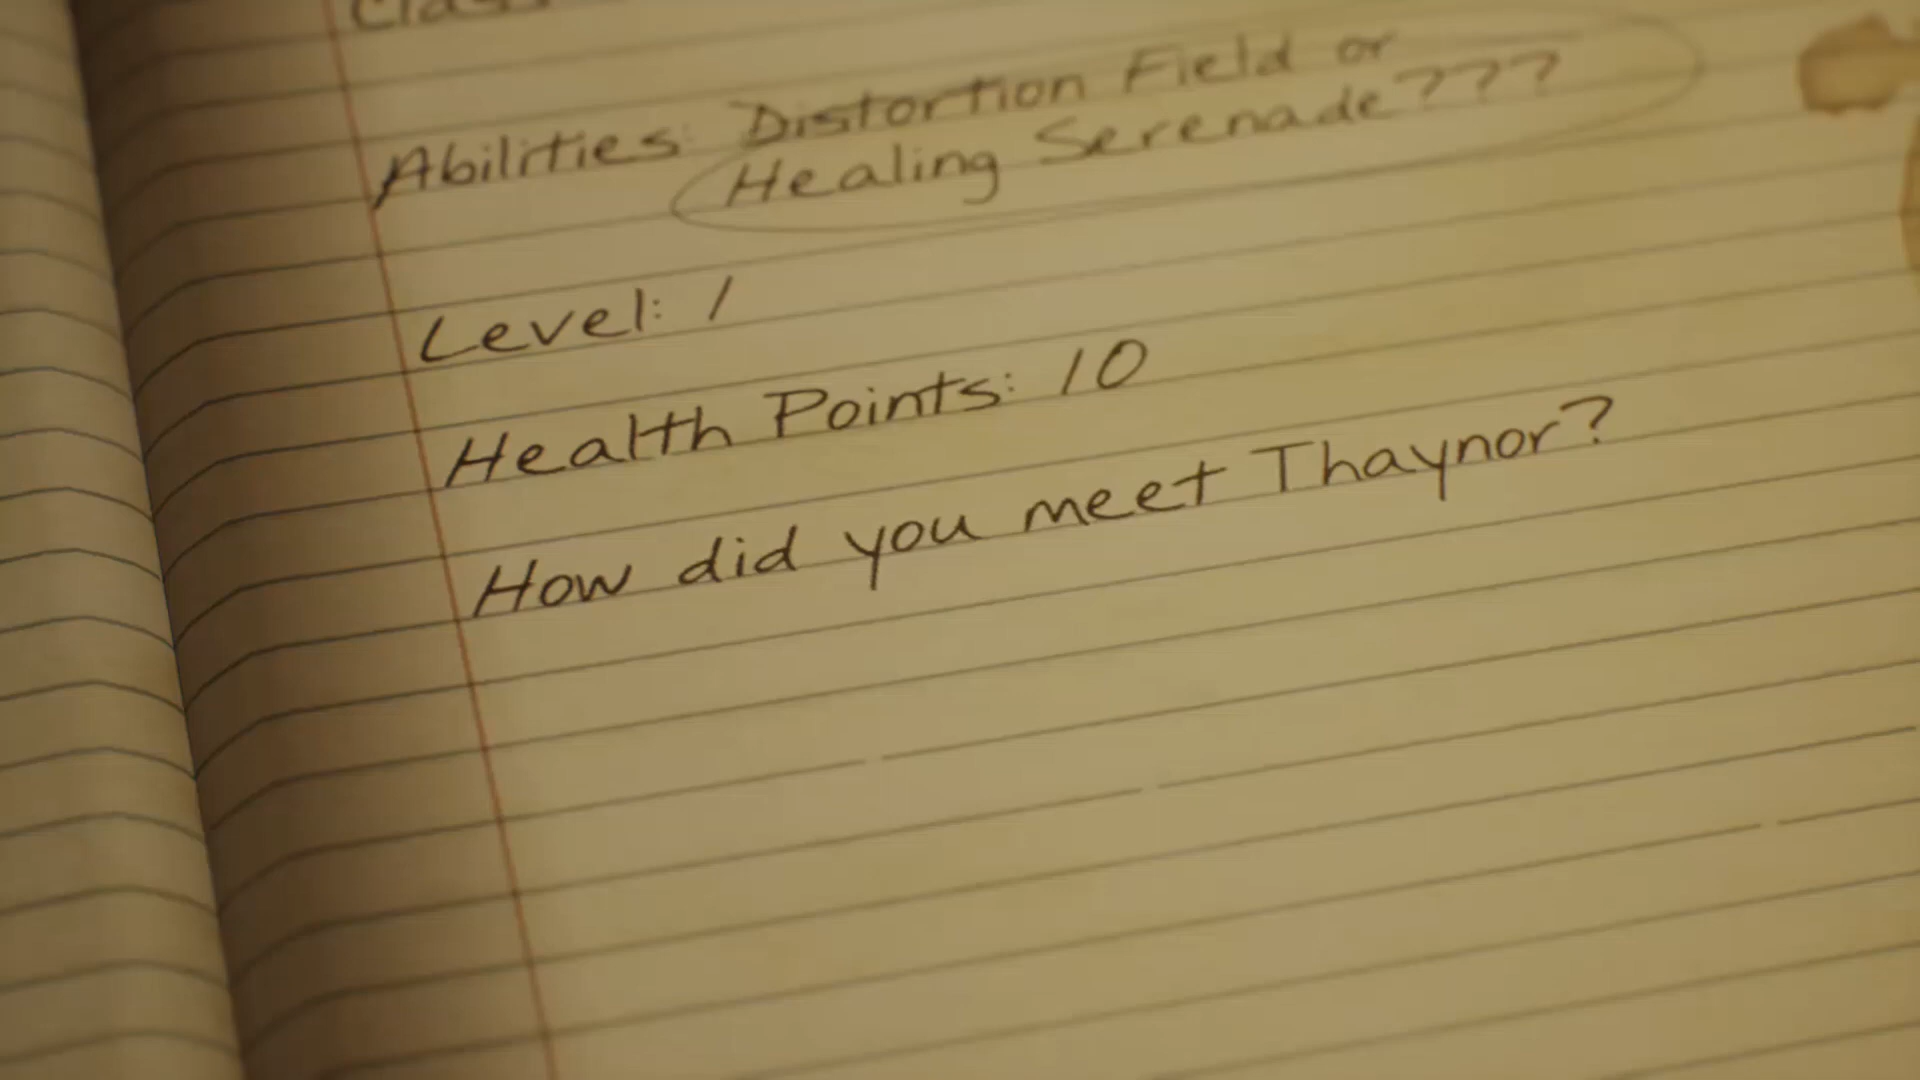 Abilities: Distortion Field or
Healing Serenade???
Level: 1
Health Points: 10
How did you meet Thaynor?